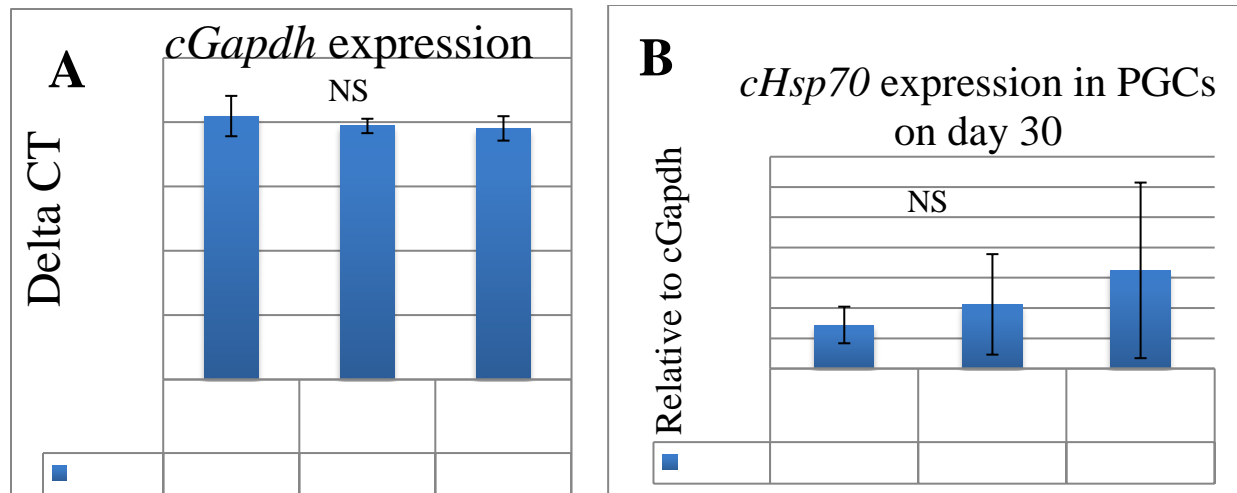 A
cGapdh expression
NS
Delta CT
B
cHsp70 expression in PGCs
on day 30
NS
Relative to cGapdh